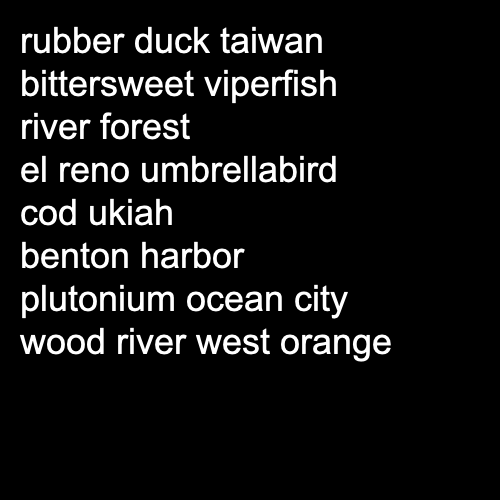 rubber duck taiwan
bittersweet viperfish
river forest
el reno umbrellabird
cod ukiah
benton harbor
plutonium ocean city
wood river west orange